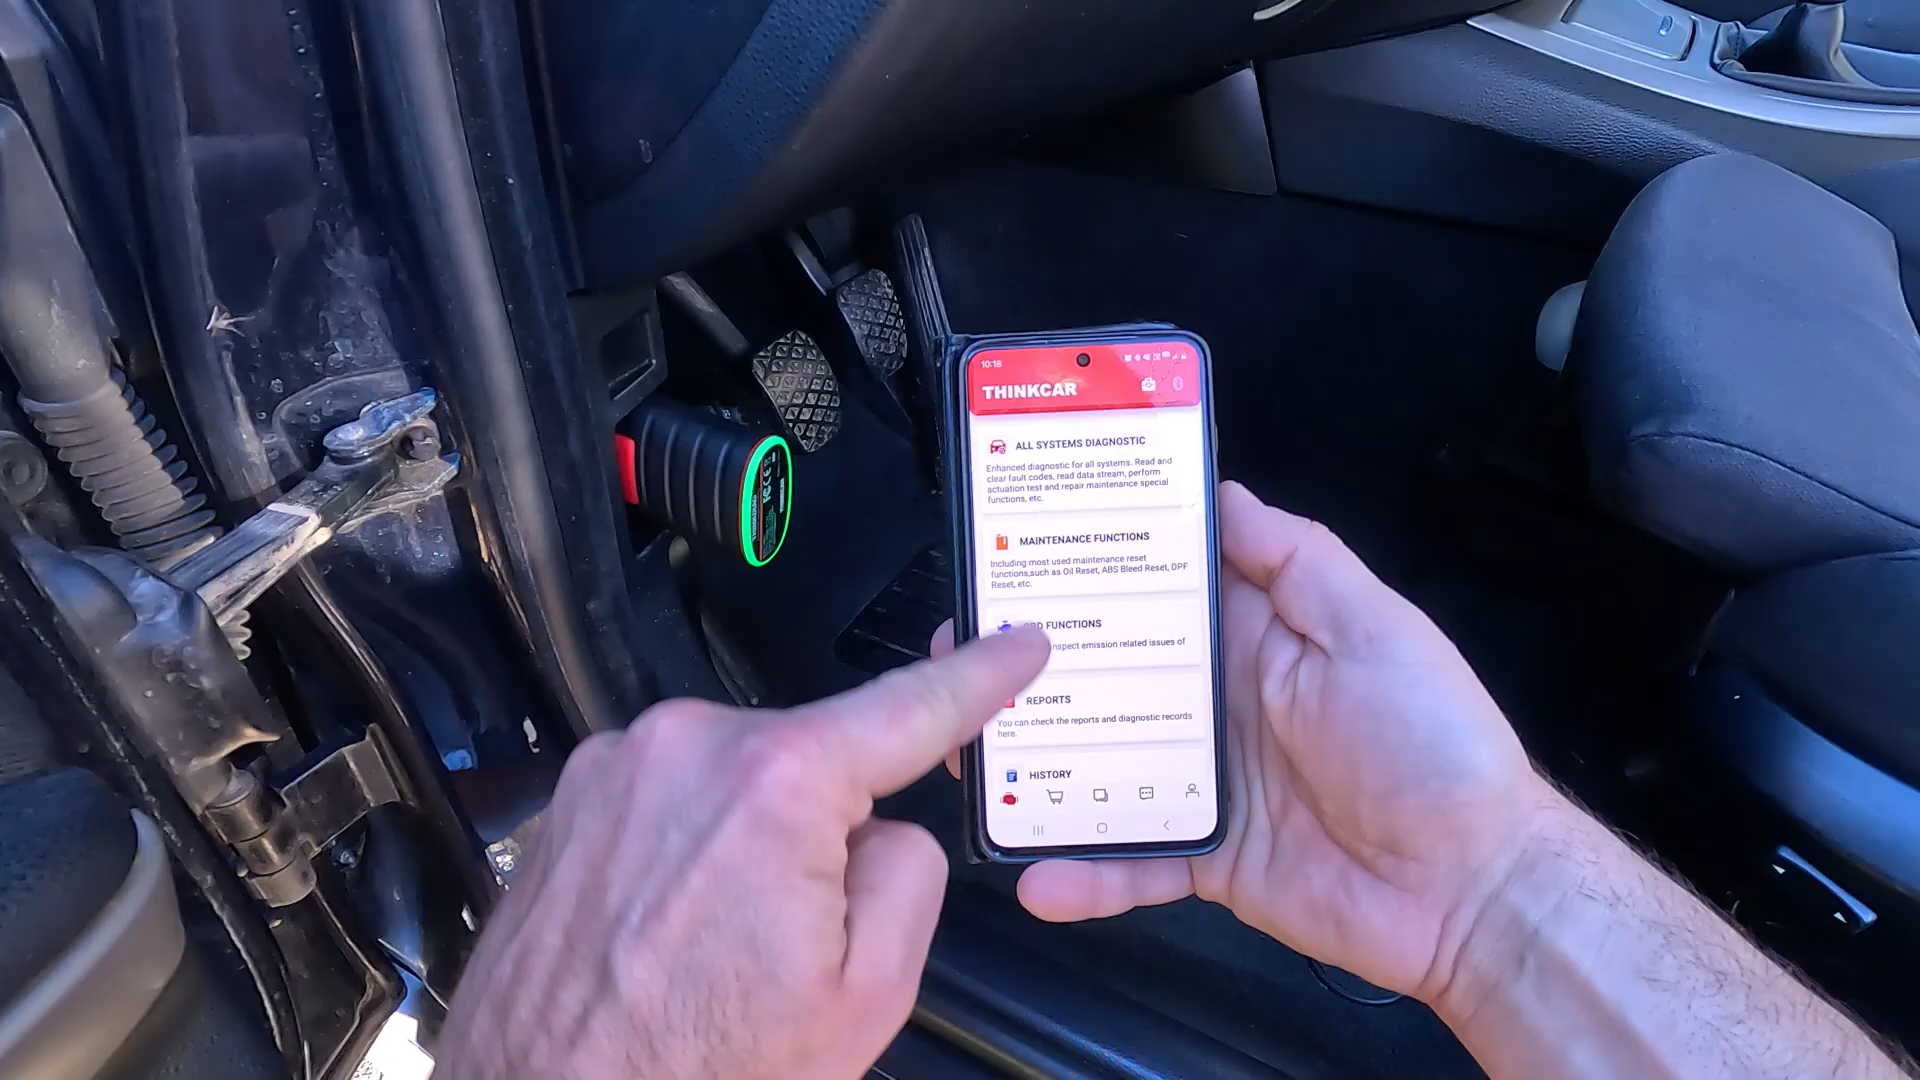 10:18
THINKCAR
ALL SYSTEMS DIAGNOSTIC
Enhanced diagnostic for all systems. Read and
clear fault codes, read data stream, perform
actuation test and repair maintenance special
functions, etc.
MAINTENANCE FUNCTIONS
Including most used maintenance reset
functions,such as Oil Reset, ABS Bleed Reset, DPF
Reset, etc.
FUNCTIONS
inspect emission related issues of
REPORTS
You can check the reports and diagnostic records
here.
HISTORY
FC CE